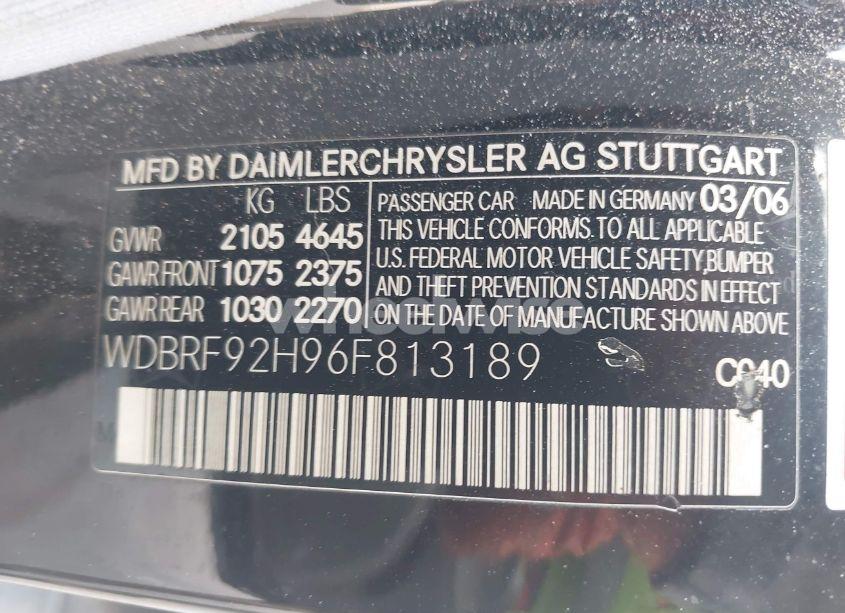 MFD BY DAIMLERCHRYSLER AG STUTTGART
KG LBS
GVWR 2105 4645
GAWR FRONT 1075 2375
GAWR REAR 1030 2270
PASSENGER CAR MADE IN GERMANY 03/06
THIS VEHICLE CONFORMS TO ALL APPLICABLE
U.S. FEDERAL MOTOR VEHICLE SAFETY, BUMPER
AND THEFT PREVENTION STANDARDS IN EFFECT
ON THE DATE OF MANUFACTURE SHOWN ABOVE
WDBRF92H96F813189
C040